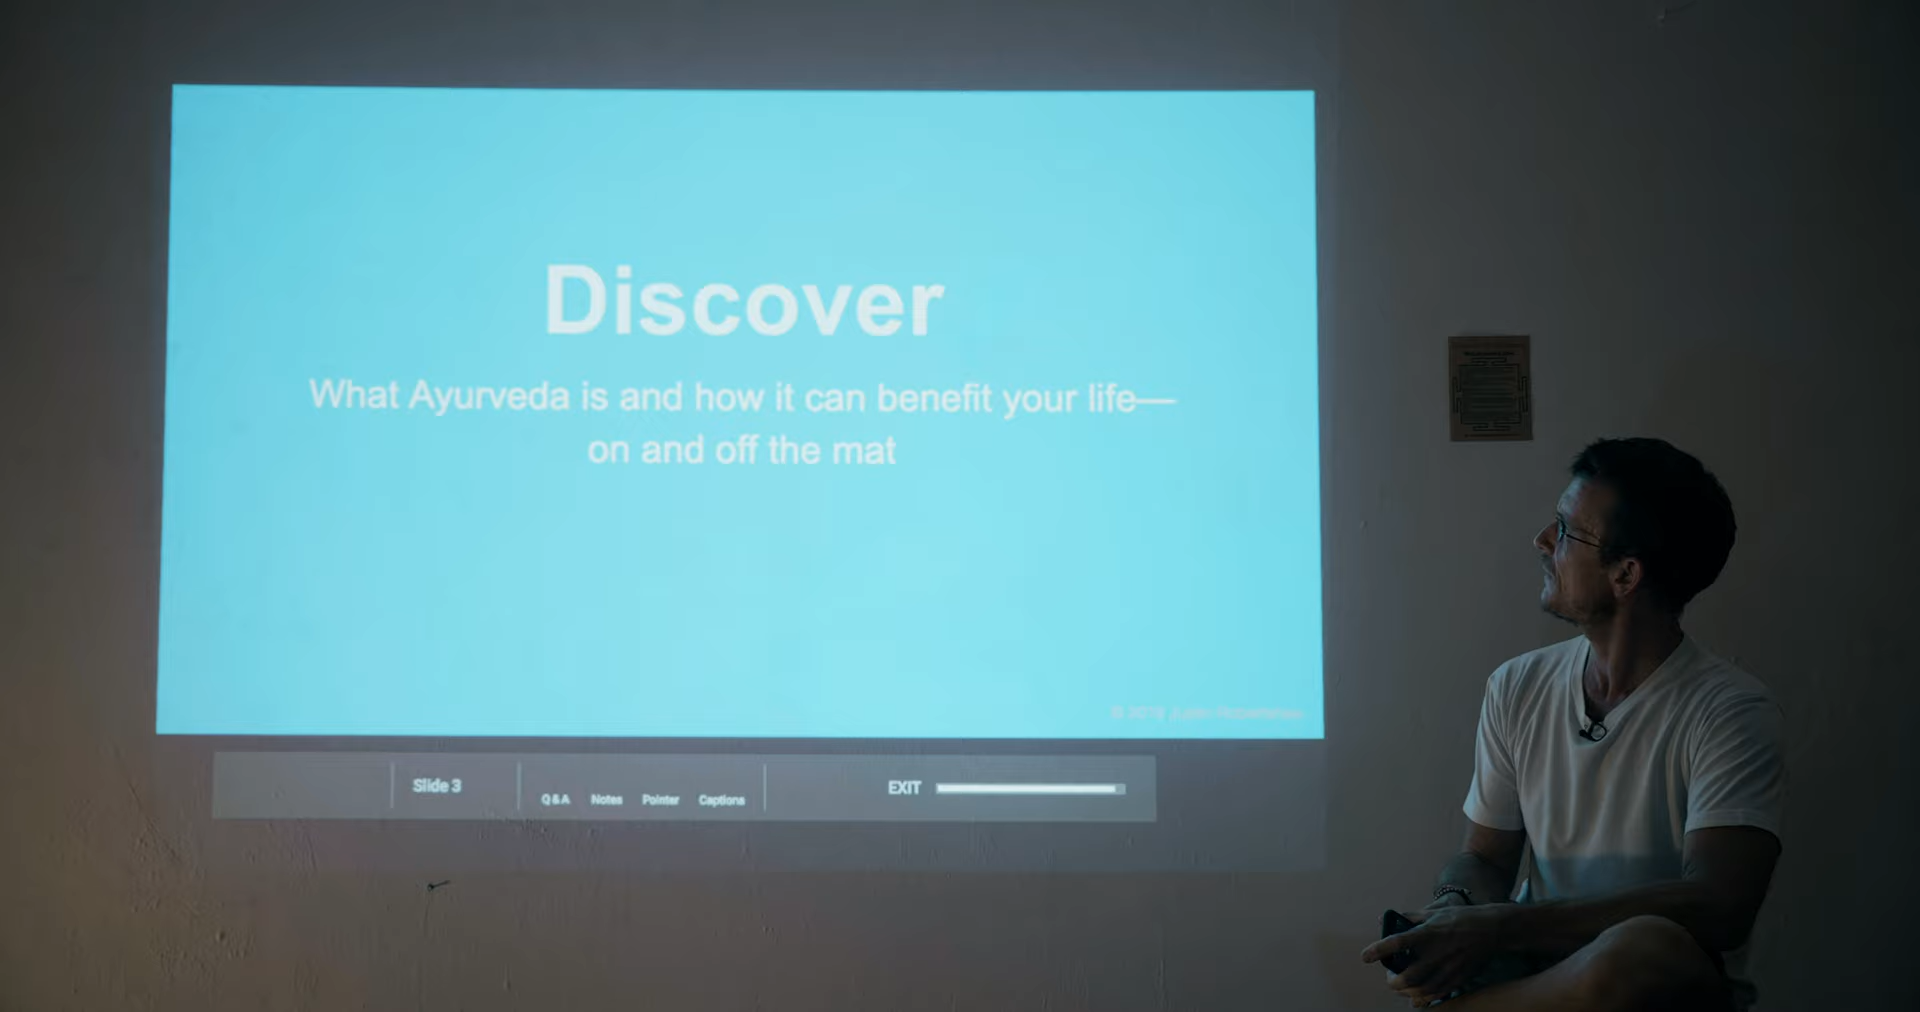 Discover
What Ayurveda is and how it can benefit your life—
on and off the mat
Slide 3
Q&A Notes Pointer Captions
EXIT